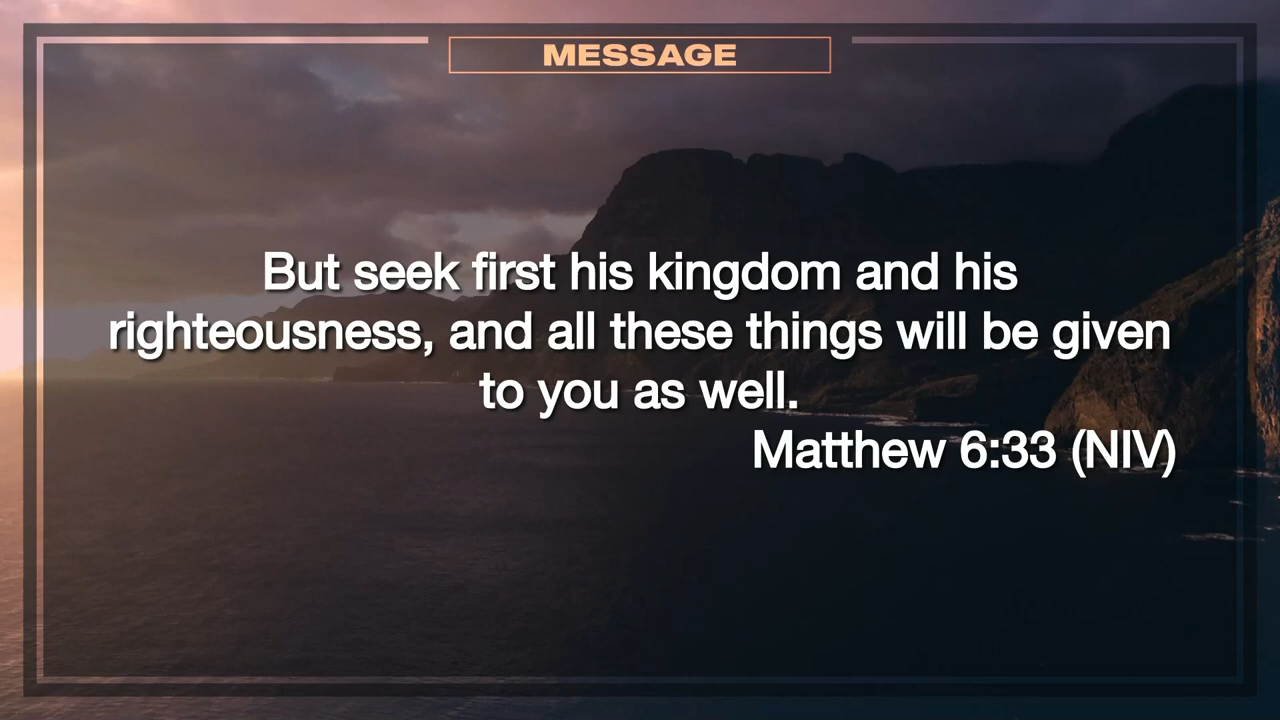 MESSAGE
But seek first his kingdom and his
righteousness, and all these things will be given
to you as well.
Matthew 6:33 (NIV)